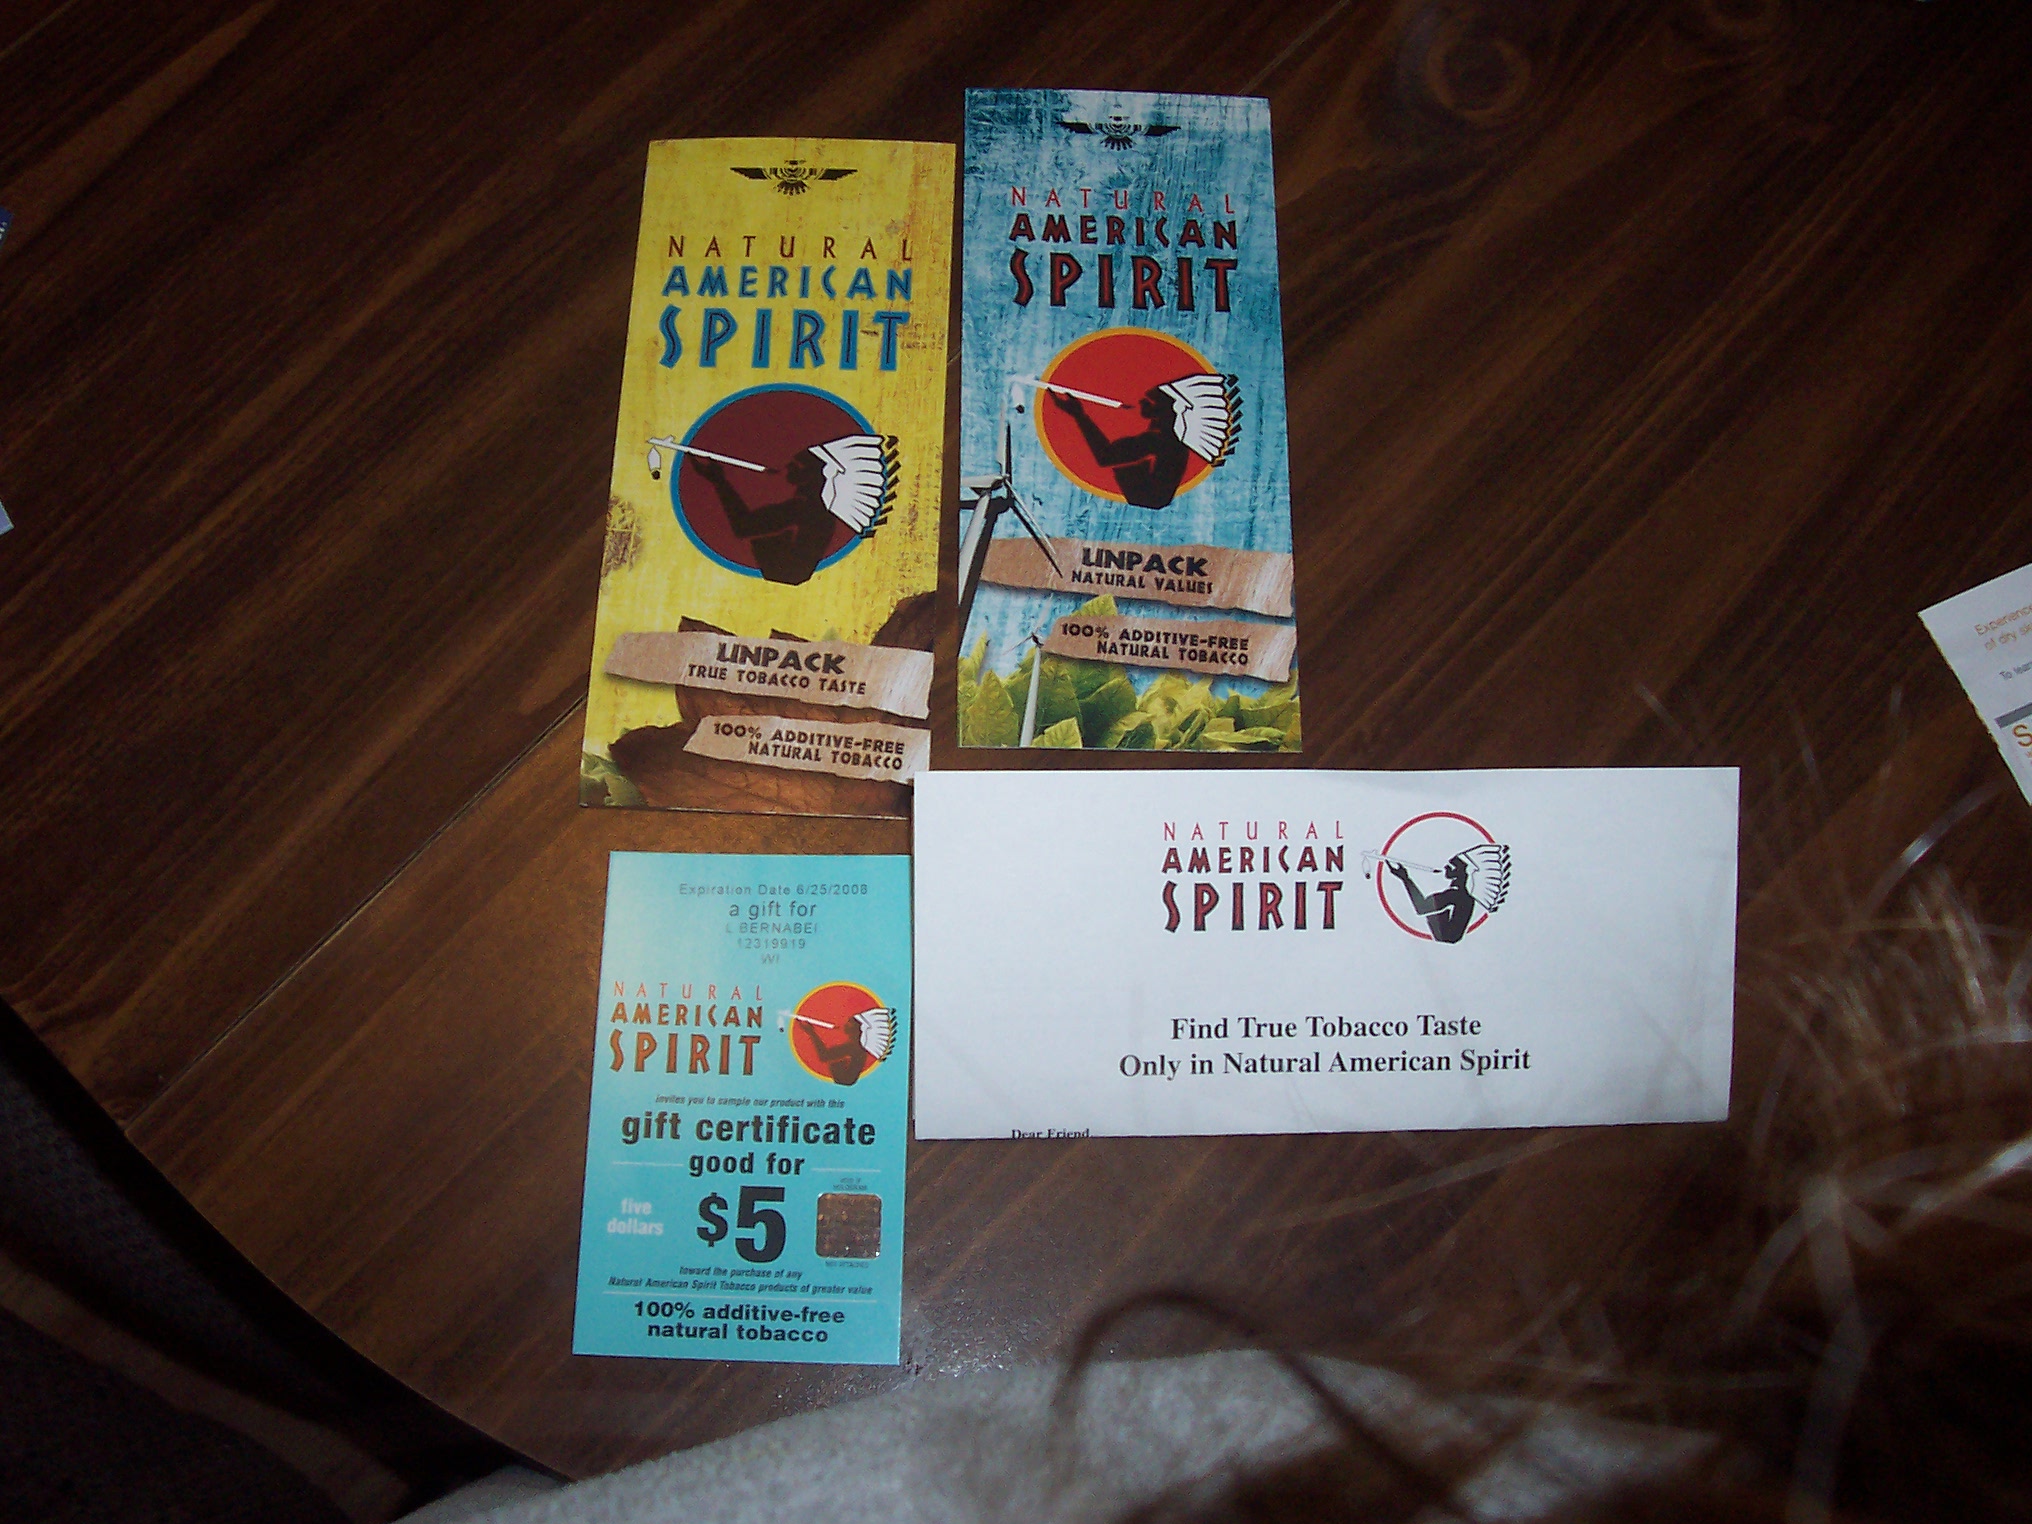 NATURAL
AMERICAN
SPIRIT
UNPACK
TRUE TOBACCO TASTE
100% ADDITIVE-FREE
NATURAL TOBACCO
NATURAL
AMERICAN
SPIRIT
UNPACK
NATURAL VALUES
100% ADDITIVE-FREE
NATURAL TOBACCO
Expiration Date 6/25/2008
a gift for
L BERNABEI
12319919
WI
NATURAL
AMERICAN
SPIRIT
invites you to sample our product with this
gift certificate
good for
five
dollars
$5
toward the purchase of any
Natural American Spirit Tobacco products of greater value
100% additive-free
natural tobacco
NATURAL
AMERICAN
SPIRIT
Find True Tobacco Taste
Only in Natural American Spirit
Dear Friend,
of dry
To